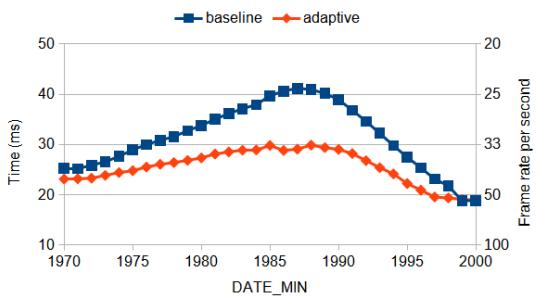 baseline adaptive
50 20
40 25
30 33
20 50
10 100
Time (ms)
Frame rate per second
1970 1975 1980 1985 1990 1995 2000
DATE_MIN